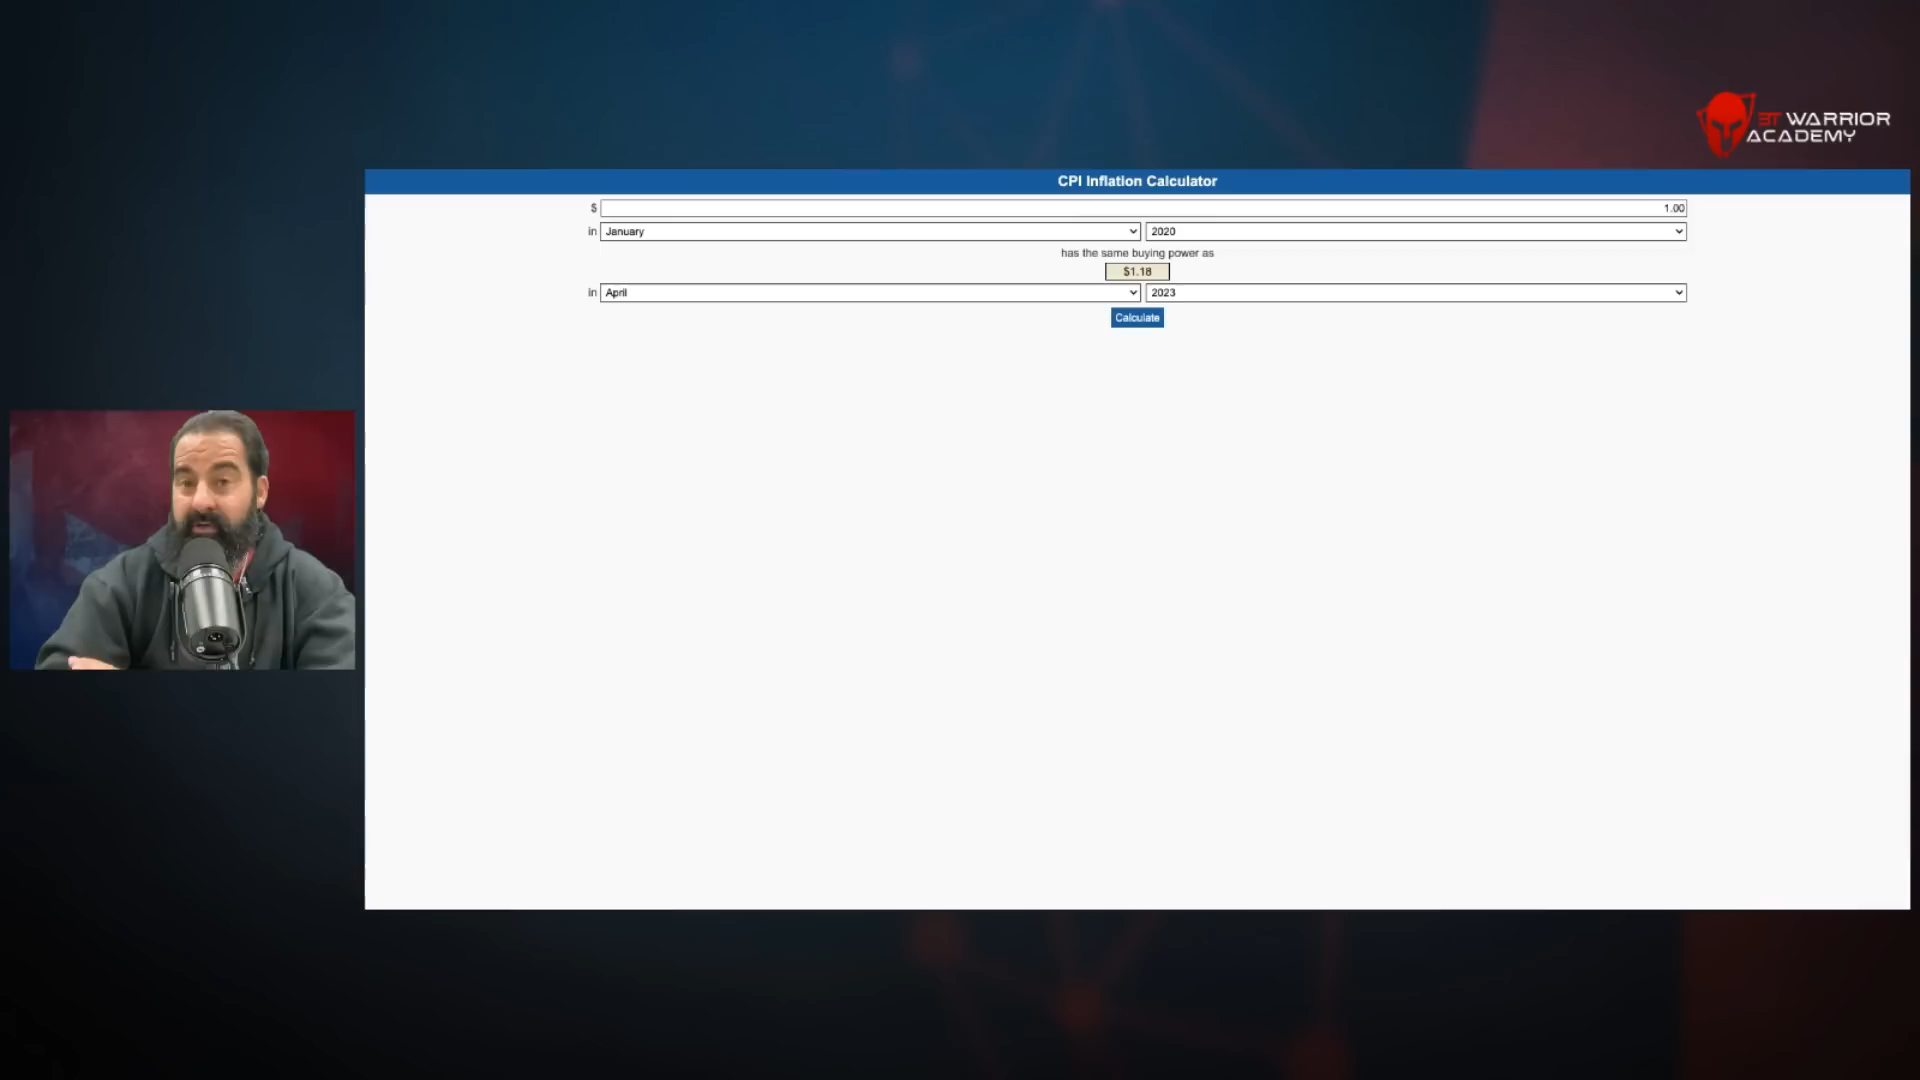 3T WARRIOR
ACADEMY
CPI Inflation Calculator
$ 1.00
in January 2020
has the same buying power as
$1.18
in April 2023
Calculate